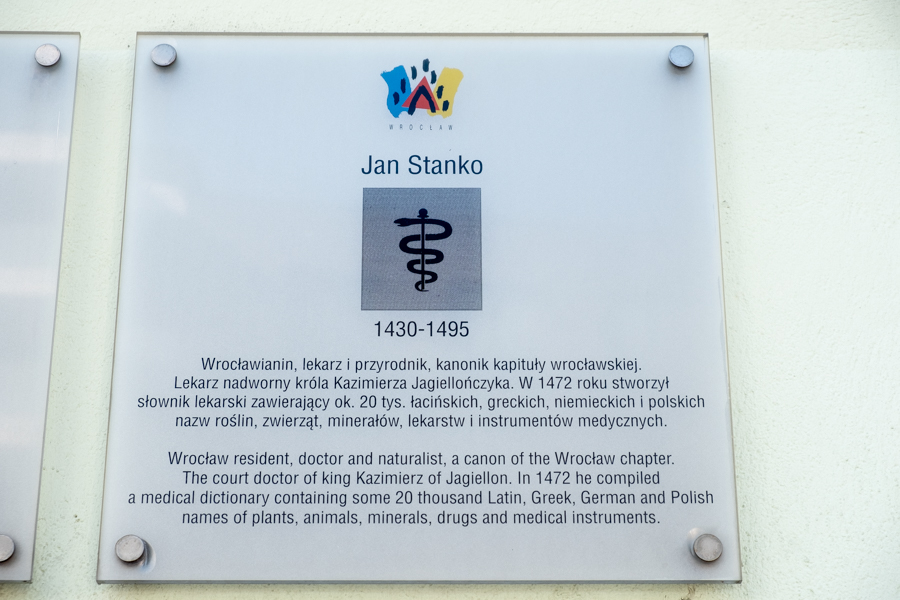 WROCŁAW
Jan Stanko
1430-1495
Wrocławianin, lekarz i przyrodnik, kanonik kapituły wrocławskiej.
Lekarz nadworny króla Kazimierza Jagiellończyka. W 1472 roku stworzył
słownik lekarski zawierający ok. 20 tys. łacińskich, greckich, niemieckich i polskich
nazw roślin, zwierząt, minerałów, lekarstw i instrumentów medycznych.
Wrocław resident, doctor and naturalist, a canon of the Wrocław chapter.
The court doctor of king Kazimierz of Jagiellon. In 1472 he compiled
a medical dictionary containing some 20 thousand Latin, Greek, German and Polish
names of plants, animals, minerals, drugs and medical instruments.